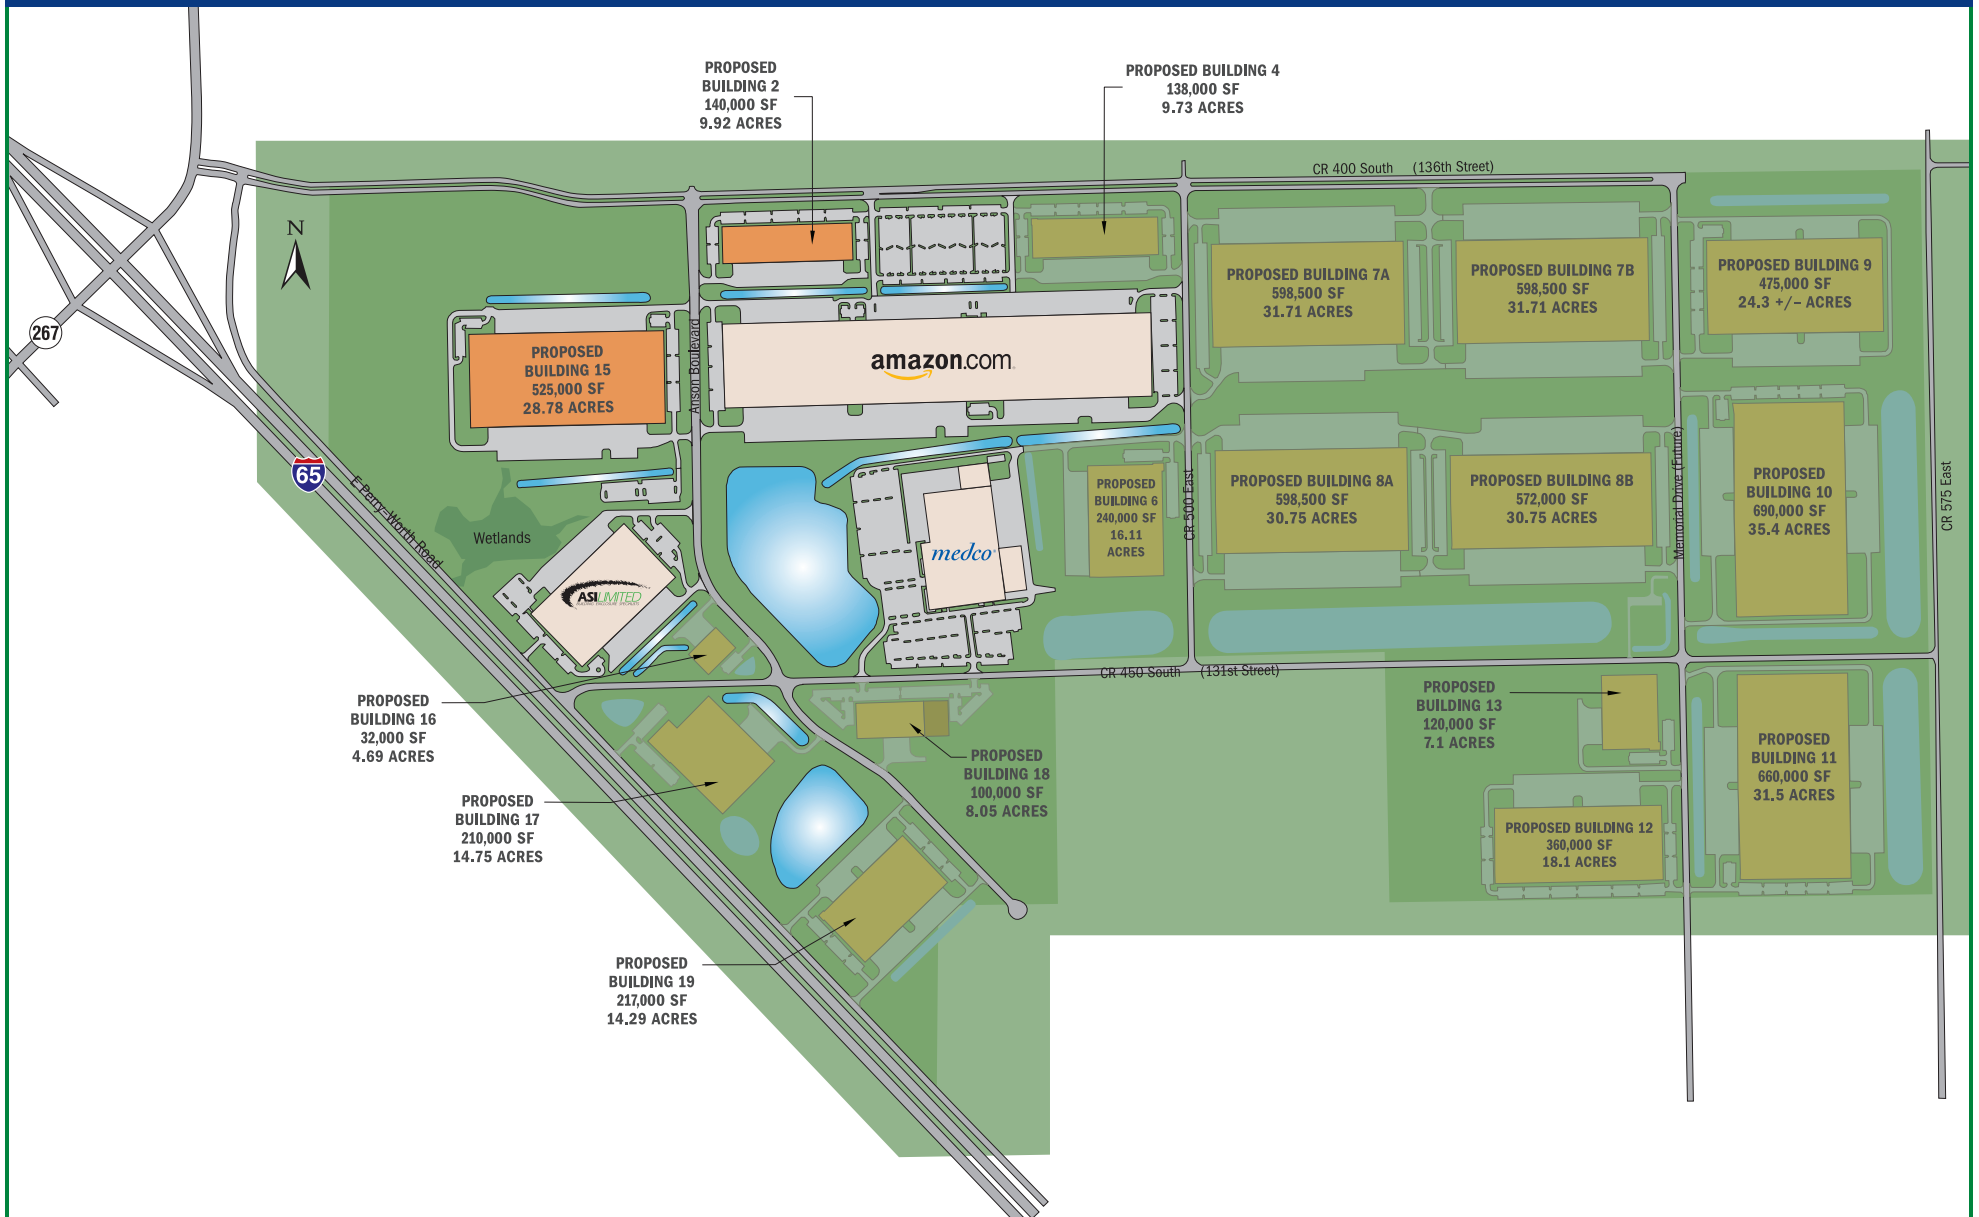 PROPOSED
BUILDING 2
140,000 SF
9.92 ACRES
PROPOSED BUILDING 4
138,000 SF
9.73 ACRES
CR 400 South (136th Street)
N
267
65
E Perry-Worth Road
Anson Boulevard
PROPOSED
BUILDING 15
525,000 SF
28.78 ACRES
amazon.com
PROPOSED BUILDING 7A
598,500 SF
31.71 ACRES
PROPOSED BUILDING 7B
598,500 SF
31.71 ACRES
PROPOSED BUILDING 9
475,000 SF
24.3 +/- ACRES
Wetlands
ASI LIMITED
medco
PROPOSED
BUILDING 6
240,000 SF
16.11
ACRES
CR 500 East
PROPOSED BUILDING 8A
598,500 SF
30.75 ACRES
PROPOSED BUILDING 8B
572,000 SF
30.75 ACRES
Memorial Drive (Future)
PROPOSED
BUILDING 10
690,000 SF
35.4 ACRES
CR 575 East
CR 450 South (131st Street)
PROPOSED
BUILDING 16
32,000 SF
4.69 ACRES
PROPOSED
BUILDING 17
210,000 SF
14.75 ACRES
PROPOSED
BUILDING 18
100,000 SF
8.05 ACRES
PROPOSED
BUILDING 13
120,000 SF
7.1 ACRES
PROPOSED
BUILDING 11
660,000 SF
31.5 ACRES
PROPOSED BUILDING 12
360,000 SF
18.1 ACRES
PROPOSED
BUILDING 19
217,000 SF
14.29 ACRES